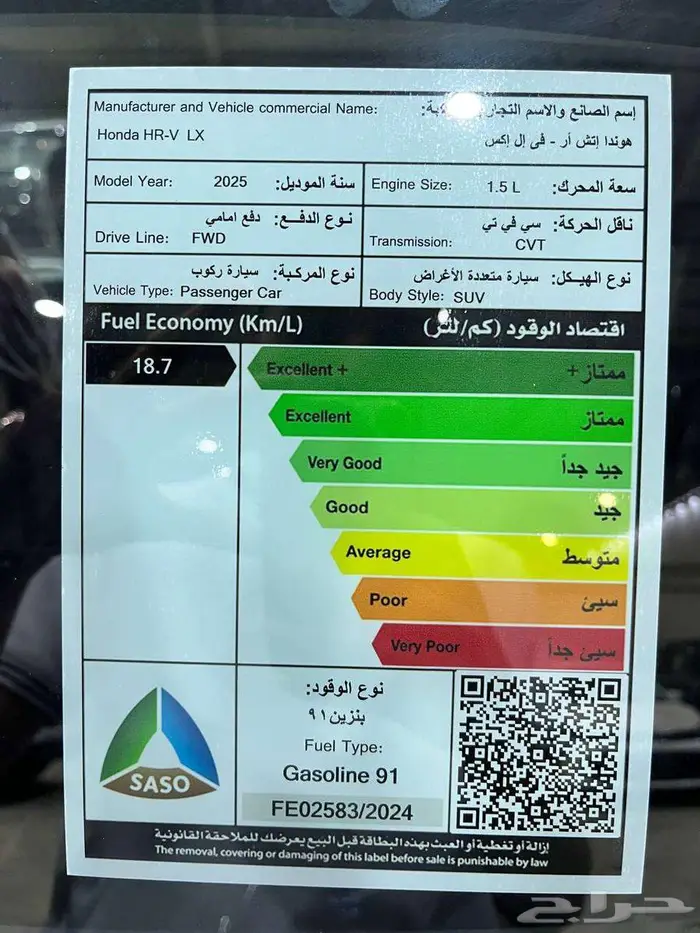 Manufacturer and Vehicle commercial Name:
إسم الصانع والاسم التجار
Honda HR-V LX
هوندا إتش أر - في إل إكس
Model Year: 2025 سنة الموديل:
Engine Size: 1.5 L سعة المحرك:
نوع الدفع: دفع امامي
Drive Line: FWD
ناقل الحركة: سي في تي
Transmission: CVT
نوع المركبة: سيارة ركوب
Vehicle Type: Passenger Car
نوع الهيكل: سيارة متعددة الأغراض
Body Style: SUV
Fuel Economy (Km/L) اقتصاد الوقود (كم/لتر)
18.7
Excellent + ممتاز +
Excellent ممتاز
Very Good جيد جداً
Good جيد
Average متوسط
Poor سيئ
Very Poor سيئ جداً
SASO
نوع الوقود:
بنزين ٩١
Fuel Type:
Gasoline 91
FE02583/2024
إزالة أو تغطية أو العبث بهذه البطاقة قبل البيع يعرضك للملاحقة القانونية
The removal, covering or damaging of this label before sale is punishable by law
حراج